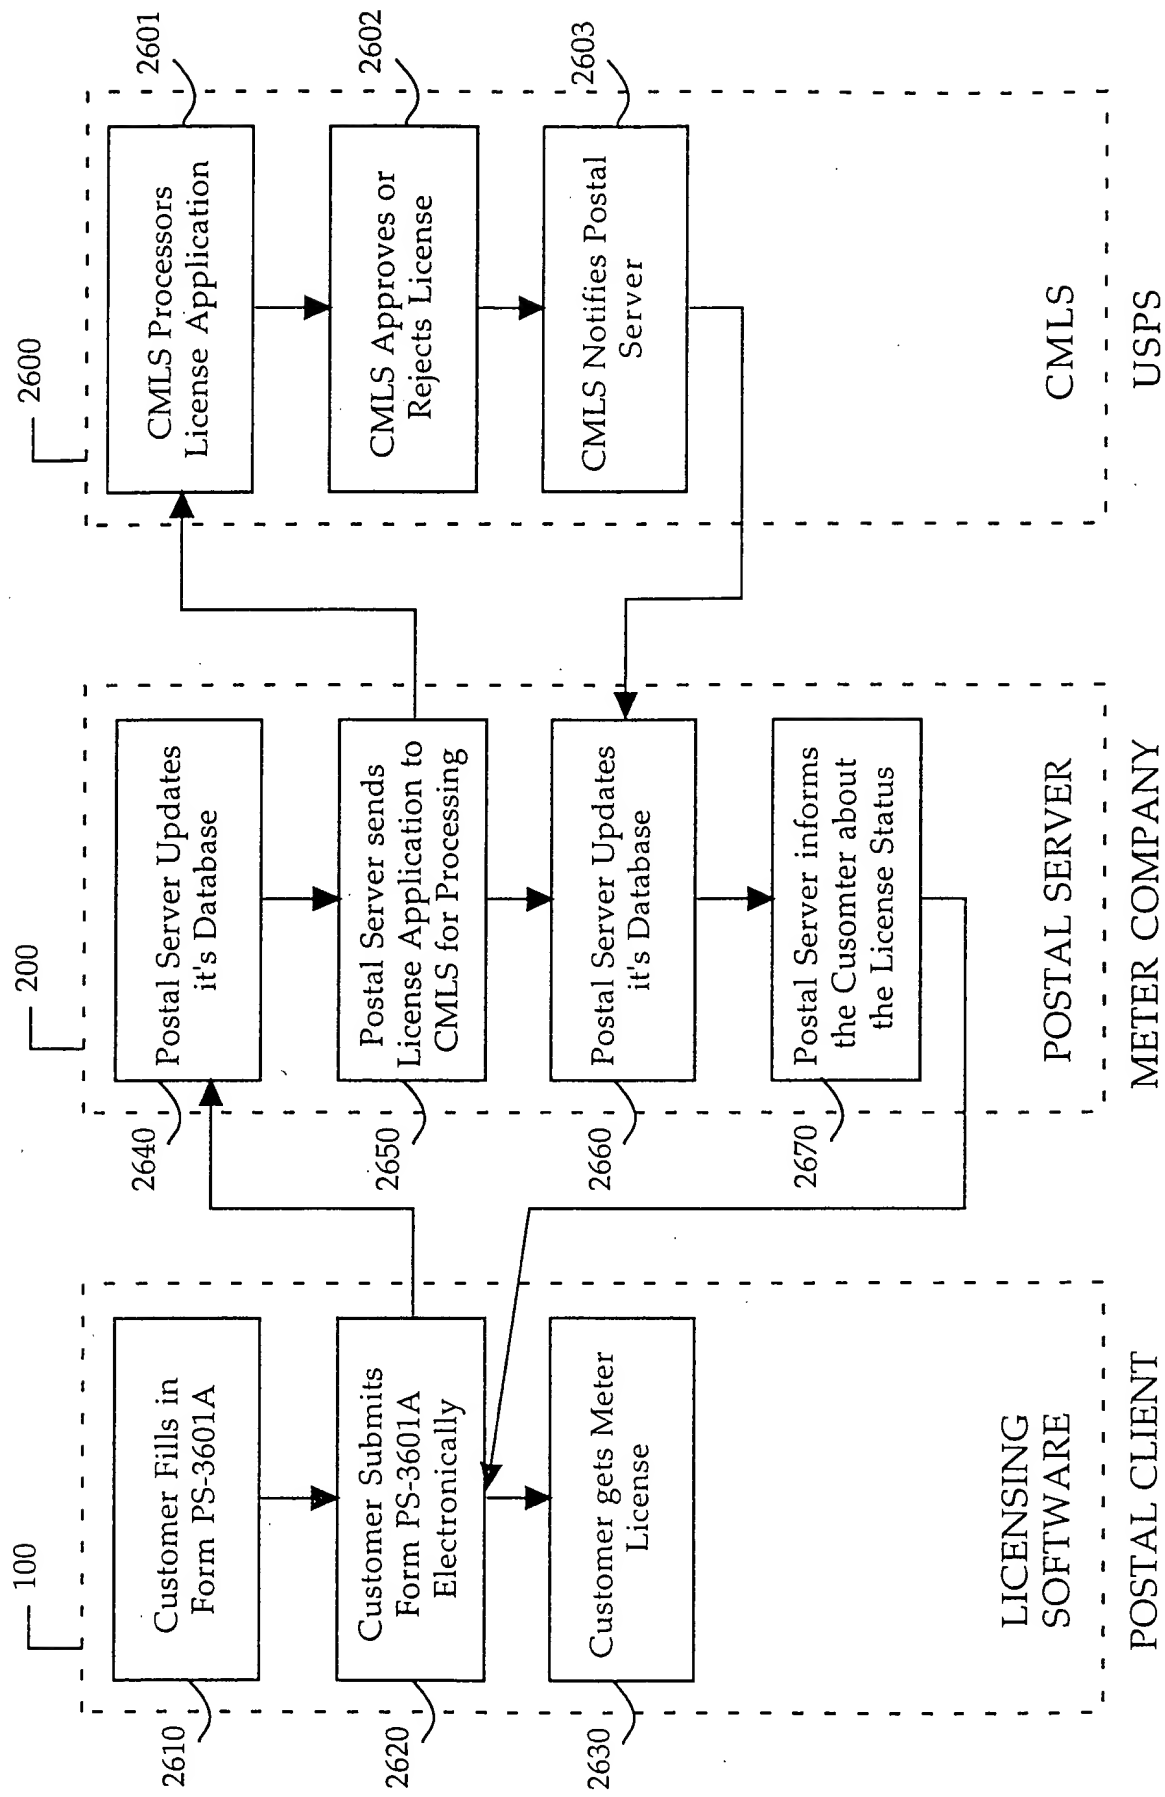 100
2610
Customer Fills in
Form PS-3601A
2620
Customer Submits
Form PS-3601A
Electronically
2630
Customer gets Meter
License
LICENSING
SOFTWARE
POSTAL CLIENT
200
2640
Postal Server Updates
it's Database
2650
Postal Server sends
License Application to
CMLS for Processing
2660
Postal Server Updates
it's Database
2670
Postal Server informs
the Cusomter about
the License Status
POSTAL SERVER
METER COMPANY
2600
2601
CMLS Processors
License Application
2602
CMLS Approves or
Rejects License
2603
CMLS Notifies Postal
Server
CMLS
USPS